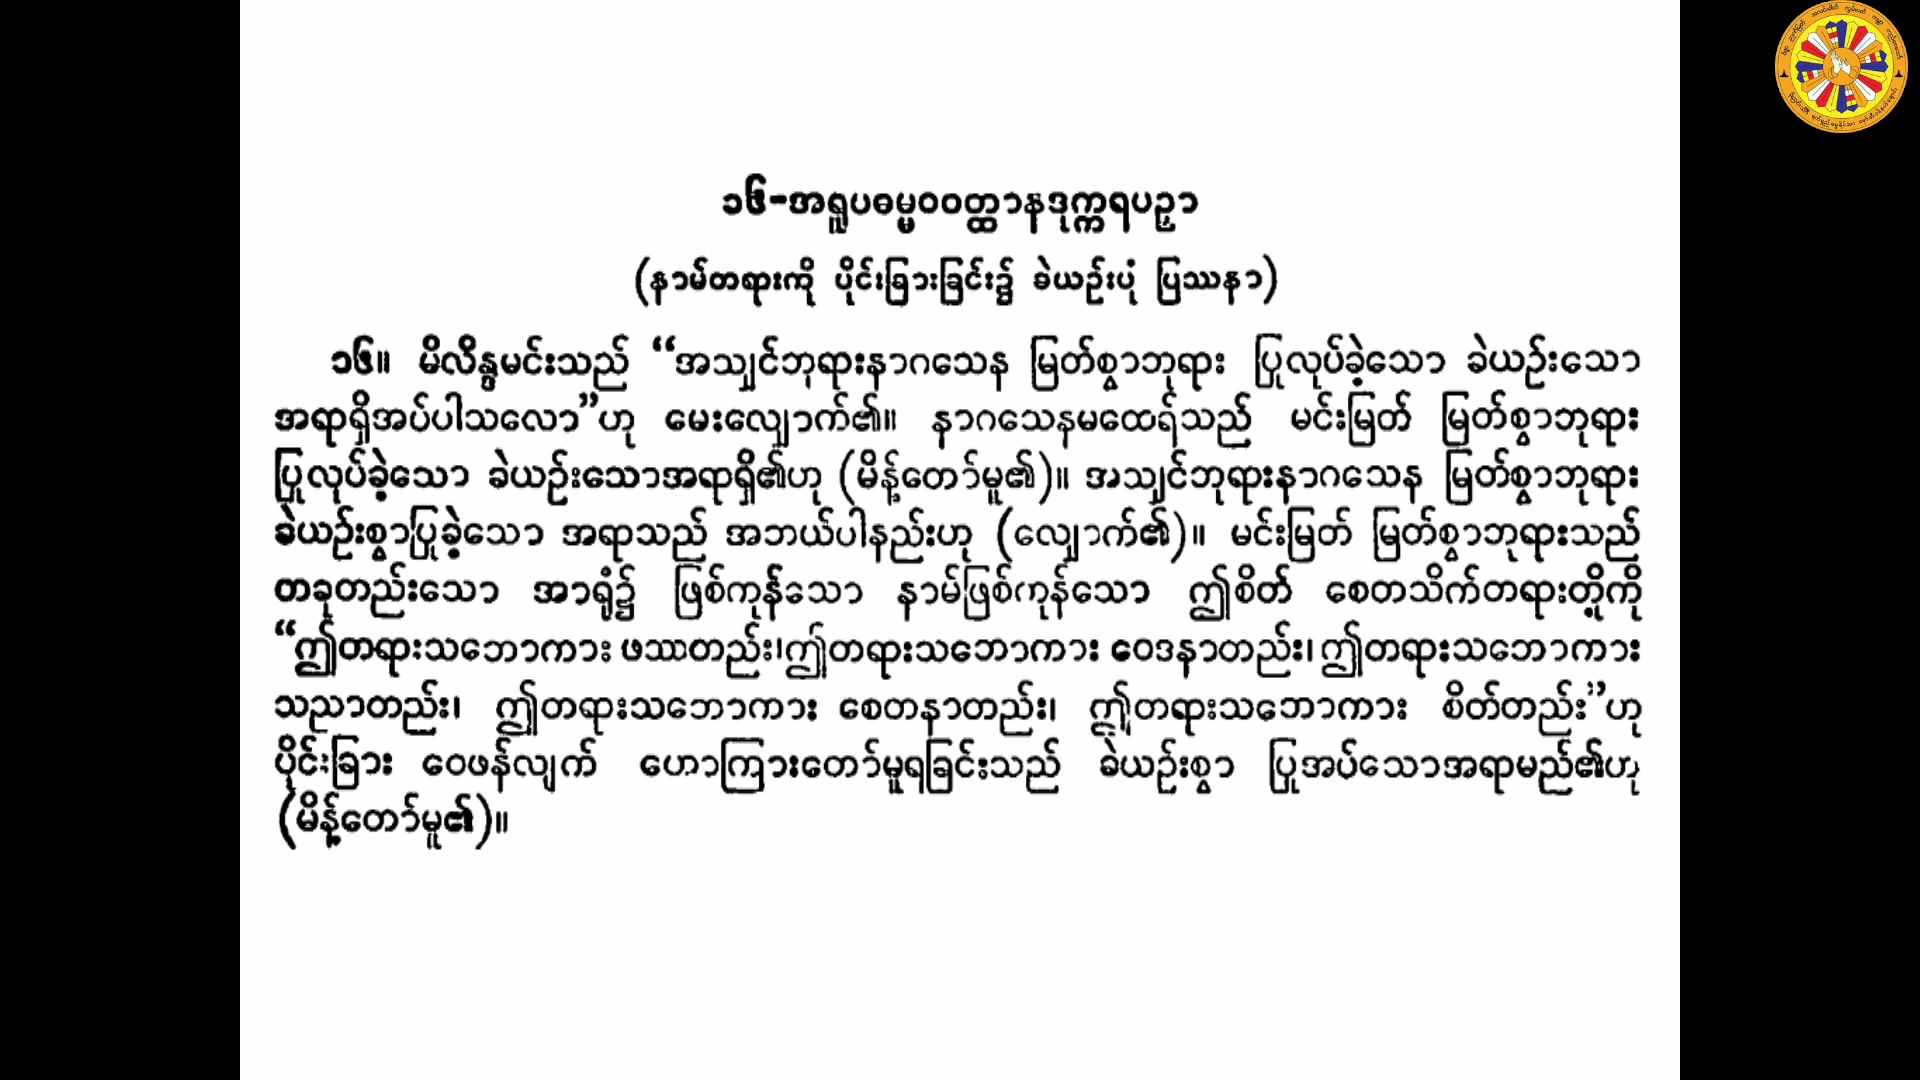 ၁၆-အရူပဓမ္မဝဝတ္ထာနဒုက္ကရပဉှာ
(နာမ်တရားကို ပိုင်းခြားခြင်း၌ ခဲယဉ်းပုံ ပြဿနာ)
၁၆။ မိလိန္ဒမင်းသည် “အသျှင်ဘုရားနာဂသေန မြတ်စွာဘုရား ပြုလုပ်ခဲ့သော ခဲယဉ်းသော
အရာရှိအပ်ပါသလော”ဟု မေးလျှောက်၏။ နာဂသေနမထေရ်သည် မင်းမြတ် မြတ်စွာဘုရား
ပြုလုပ်ခဲ့သော ခဲယဉ်းသောအရာရှိ၏ဟု (မိန့်တော်မူ၏)။ အသျှင်ဘုရားနာဂသေန မြတ်စွာဘုရား
ခဲယဉ်းစွာပြုခဲ့သော အရာသည် အဘယ်ပါနည်းဟု (လျှောက်၏)။ မင်းမြတ် မြတ်စွာဘုရားသည်
တခုတည်းသော အာရုံ၌ ဖြစ်ကုန်သော နာမ်ဖြစ်ကုန်သော ဤစိတ် စေတသိက်တရားတို့ကို
“ဤတရားသဘောကား ဖဿတည်း၊ဤတရားသဘောကား ဝေဒနာတည်း၊ ဤတရားသဘောကား
သညာတည်း၊ ဤတရားသဘောကား စေတနာတည်း၊ ဤတရားသဘောကား စိတ်တည်း”ဟု
ပိုင်းခြား ဝေဖန်လျက် ဟောကြားတော်မူရခြင်းသည် ခဲယဉ်းစွာ ပြုအပ်သောအရာမည်၏ဟု
(မိန့်တော်မူ၏)။